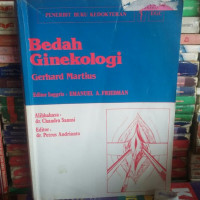 PENERBIT BUKU KEDOKTERAN EGC
Bedah
Ginekologi
Gerhard Martius
Editor Inggris : EMANUEL A. FRIEDMAN
Alihbahasa :
dr. Chandra Sanusi
Editor :
dr. Petrus Andrianto